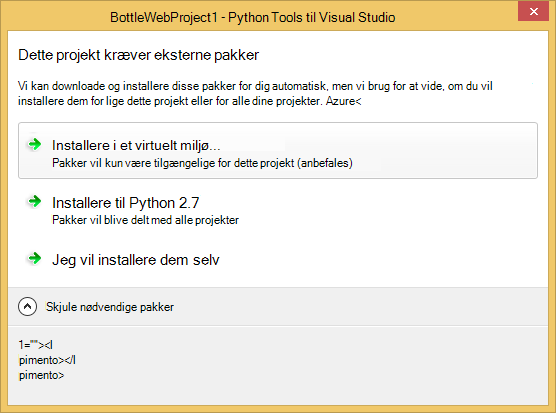 BottleWebProject1 - Python Tools til Visual Studio
Dette projekt kræver eksterne pakker
Vi kan downloade og installere disse pakker for dig automatisk, men vi brug for at vide, om du vil
installere dem for lige dette projekt eller for alle dine projekter. Azure<
Installere i et virtuelt miljø...
Pakker vil kun være tilgængelige for dette projekt (anbefales)
Installere til Python 2.7
Pakker vil blive delt med alle projekter
Jeg vil installere dem selv
Skjule nødvendige pakker
1=""><I
pimento></I
pimento>